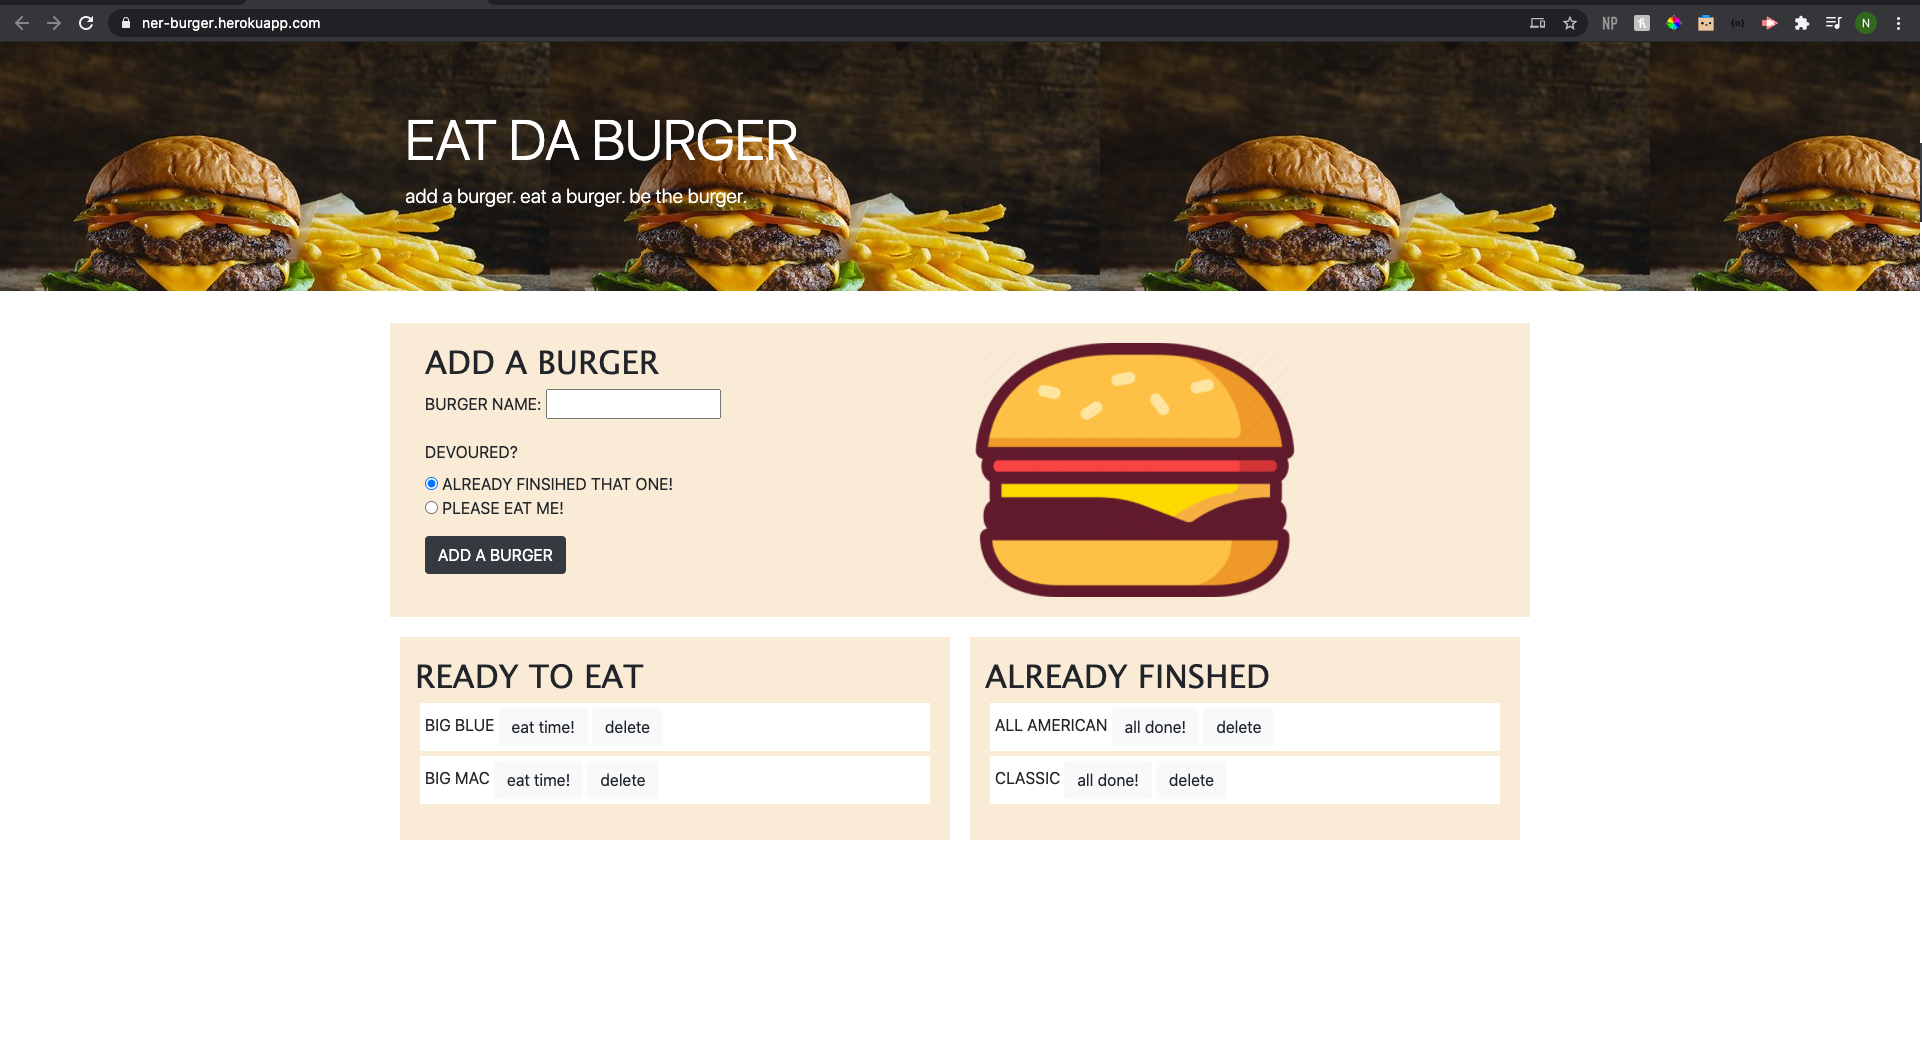 ner-burger.herokuapp.com
NP
N
EAT DA BURGER
add a burger. eat a burger. be the burger.
ADD A BURGER
BURGER NAME:
DEVOURED?
ALREADY FINSIHED THAT ONE!
PLEASE EAT ME!
ADD A BURGER
READY TO EAT
BIG BLUE eat time! delete
BIG MAC eat time! delete
ALREADY FINSHED
ALL AMERICAN all done! delete
CLASSIC all done! delete